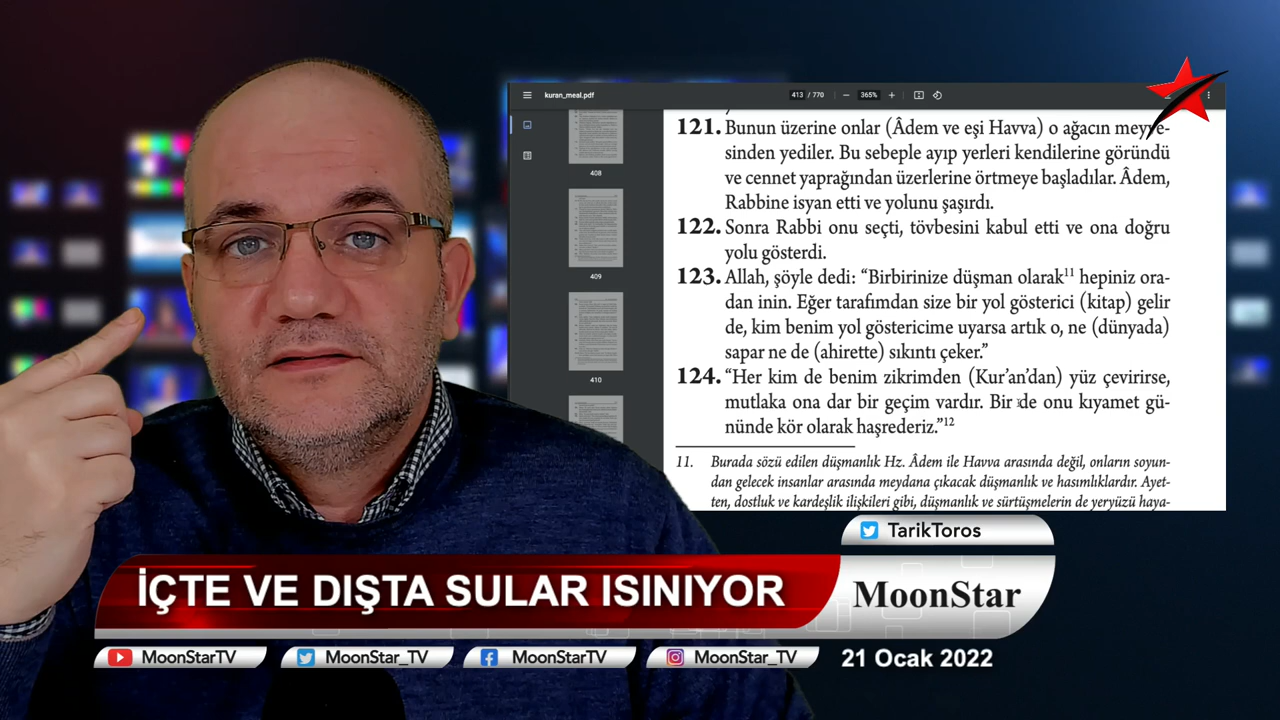 kuran_meal.pdf
413 / 770
365%
408
409
410
121. Bunun üzerine onlar (Âdem ve eşi Havva) o ağacın meyve-
sinden yediler. Bu sebeple ayıp yerleri kendilerine göründü
ve cennet yaprağından üzerlerine örtmeye başladılar. Âdem,
Rabbine isyan etti ve yolunu şaşırdı.
122. Sonra Rabbi onu seçti, tövbesini kabul etti ve ona doğru
yolu gösterdi.
123. Allah, şöyle dedi: “Birbirinize düşman olarak¹¹ hepiniz ora-
dan inin. Eğer tarafımdan size bir yol gösterici (kitap) gelir
de, kim benim yol göstericime uyarsa artık o, ne (dünyada)
sapar ne de (ahirette) sıkıntı çeker.”
124. “Her kim de benim zikrimden (Kur’an’dan) yüz çevirirse,
mutlaka ona dar bir geçim vardır. Bir de onu kıyamet gü-
nünde kör olarak haşrederiz.”¹²
11. Burada sözü edilen düşmanlık Hz. Âdem ile Havva arasında değil, onların soyun-
dan gelecek insanlar arasında meydana çıkacak düşmanlık ve hasımlıklardır. Ayet-
ten, dostluk ve kardeşlik ilişkileri gibi, düşmanlık ve sürtüşmelerin de yeryüzü haya-
TarikToros
İÇTE VE DIŞTA SULAR ISINIYOR
MoonStar
MoonStarTV
MoonStar_TV
MoonStarTV
MoonStar_TV
21 Ocak 2022